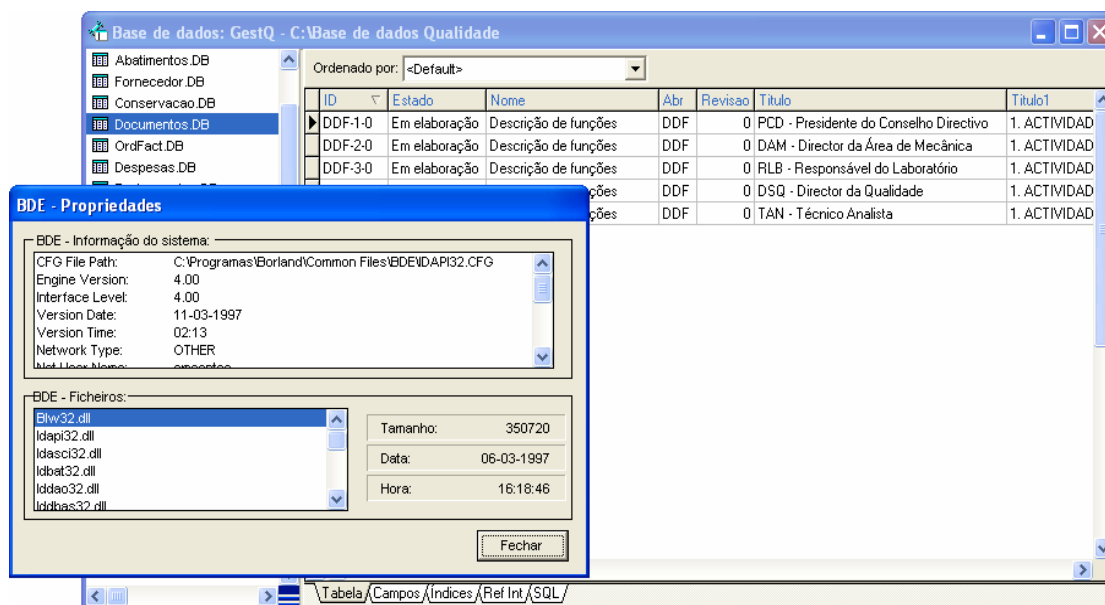 Base de dados: GestQ - C:\Base de dados Qualidade
Abatimentos.DB
Fornecedor.DB
Conservacao.DB
Documentos.DB
OrdFact.DB
Despesas.DB
Ordenado por: <Default>
ID Estado Nome Abr Revisao Titulo Titulo1
DDF-1-0 Em elaboração Descrição de funções DDF 0 PCD - Presidente do Conselho Directivo 1. ACTIVIDAD
DDF-2-0 Em elaboração Descrição de funções DDF 0 DAM - Director da Área de Mecânica 1. ACTIVIDAD
DDF-3-0 Em elaboração Descrição de funções DDF 0 RLB - Responsável do Laboratório 1. ACTIVIDAD
ções DDF 0 DSQ - Director da Qualidade 1. ACTIVIDAD
ções DDF 0 TAN - Técnico Analista 1. ACTIVIDAD
BDE - Propriedades
BDE - Informação do sistema:
CFG File Path: C:\Programas\Borland\Common Files\BDE\IDAPI32.CFG
Engine Version: 4.00
Interface Level: 4.00
Version Date: 11-03-1997
Version Time: 02:13
Network Type: OTHER
Net User Name:
BDE - Ficheiros:
Blw32.dll
Idapi32.dll
Idasci32.dll
Idbat32.dll
Iddao32.dll
Iddbas32.dll
Tamanho: 350720
Data: 06-03-1997
Hora: 16:18:46
Fechar
Tabela Campos Índices Ref Int SQL